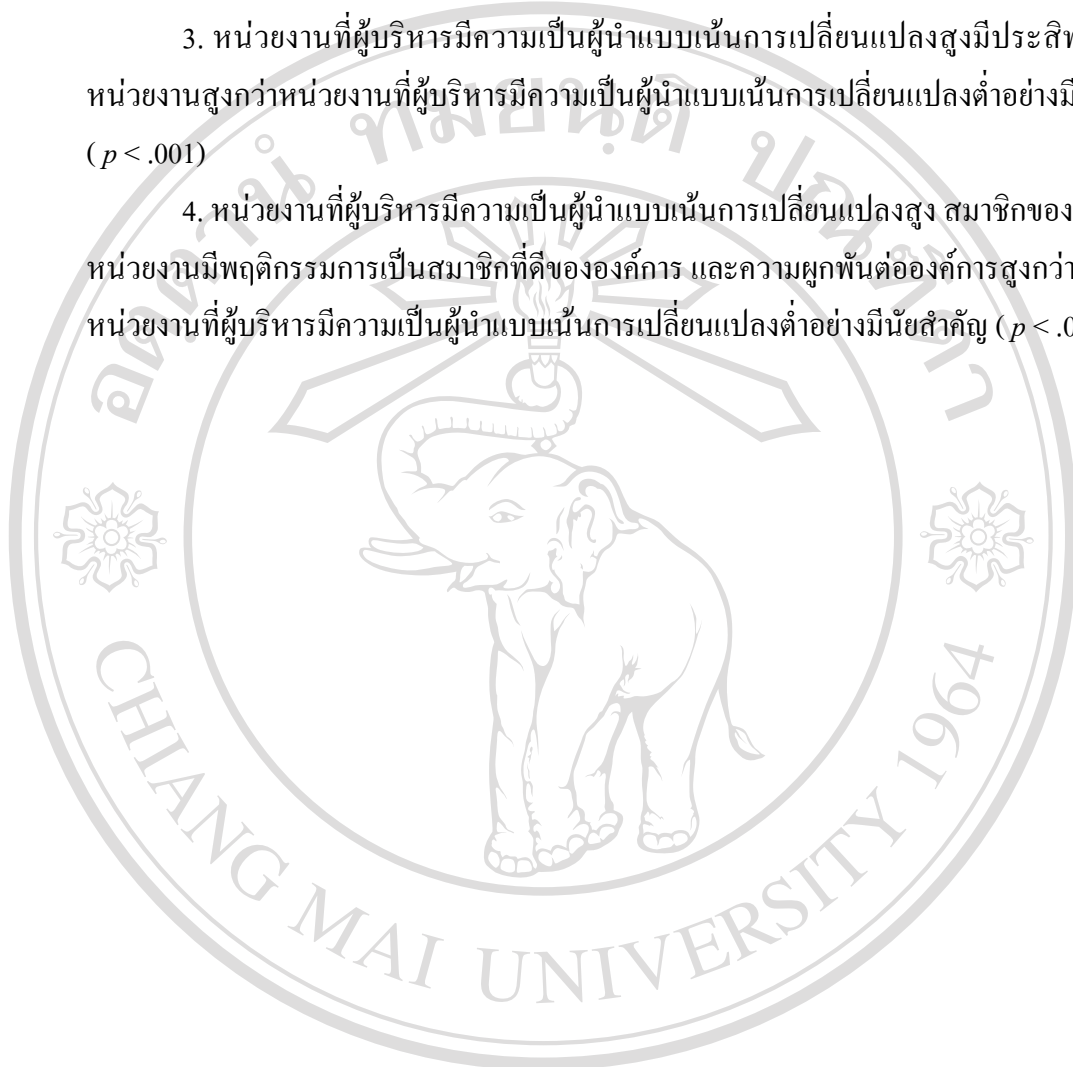 3. หน่วยงานที่ผู้บริหารมีความเป็นผู้นำแบบเน้นการเปลี่ยนแปลงสูงมีประสิท
หน่วยงานสูงกว่าหน่วยงานที่ผู้บริหารมีความเป็นผู้นำแบบเน้นการเปลี่ยนแปลงต่ำอย่างมี
( p < .001)
4. หน่วยงานที่ผู้บริหารมีความเป็นผู้นำแบบเน้นการเปลี่ยนแปลงสูง สมาชิกของ
หน่วยงานมีพฤติกรรมการเป็นสมาชิกที่ดีขององค์การ และความผูกพันต่อองค์การสูงกว่า
หน่วยงานที่ผู้บริหารมีความเป็นผู้นำแบบเน้นการเปลี่ยนแปลงต่ำอย่างมีนัยสำคัญ ( p < .0
อตฺตานํ ทมยนฺติ ปณฺฑิตา
CHIANG MAI UNIVERSITY 1964